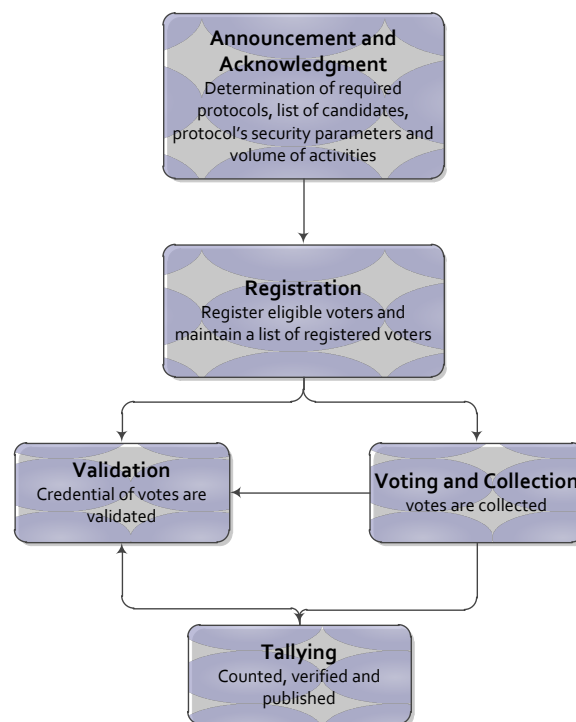 Announcement and
Acknowledgment
Determination of required
protocols, list of candidates,
protocol's security parameters and
volume of activities
Registration
Register eligible voters and
maintain a list of registered voters
Validation
Credential of votes are
validated
Voting and Collection
votes are collected
Tallying
Counted, verified and
published